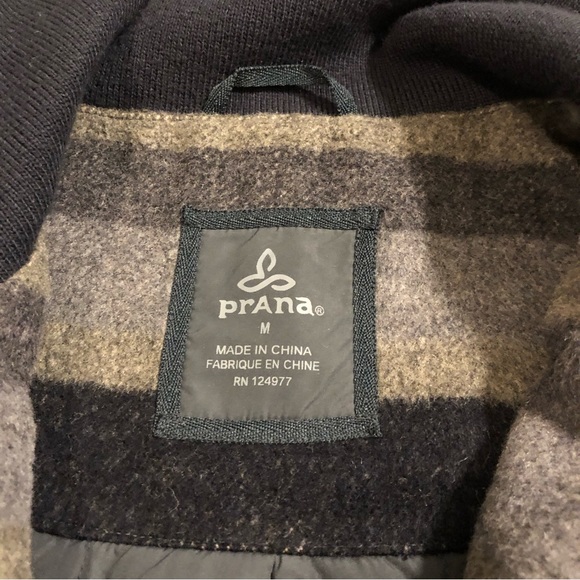 prAna®
M
MADE IN CHINA
FABRIQUE EN CHINE
RN 124977